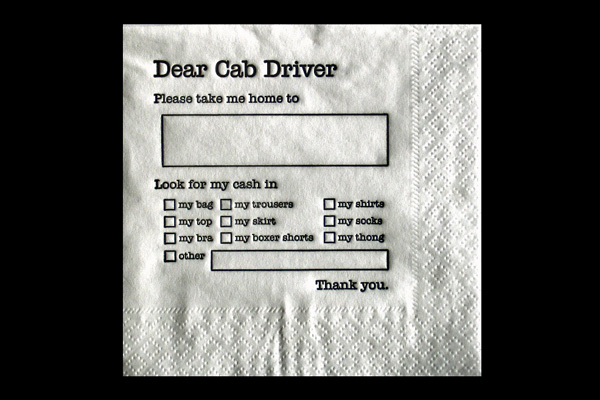 Dear Cab Driver
Please take me home to
Look for my cash in
my bag my trousers my shirts
my top my skirt my socks
my bra my boxer shorts my thong
other
Thank you.